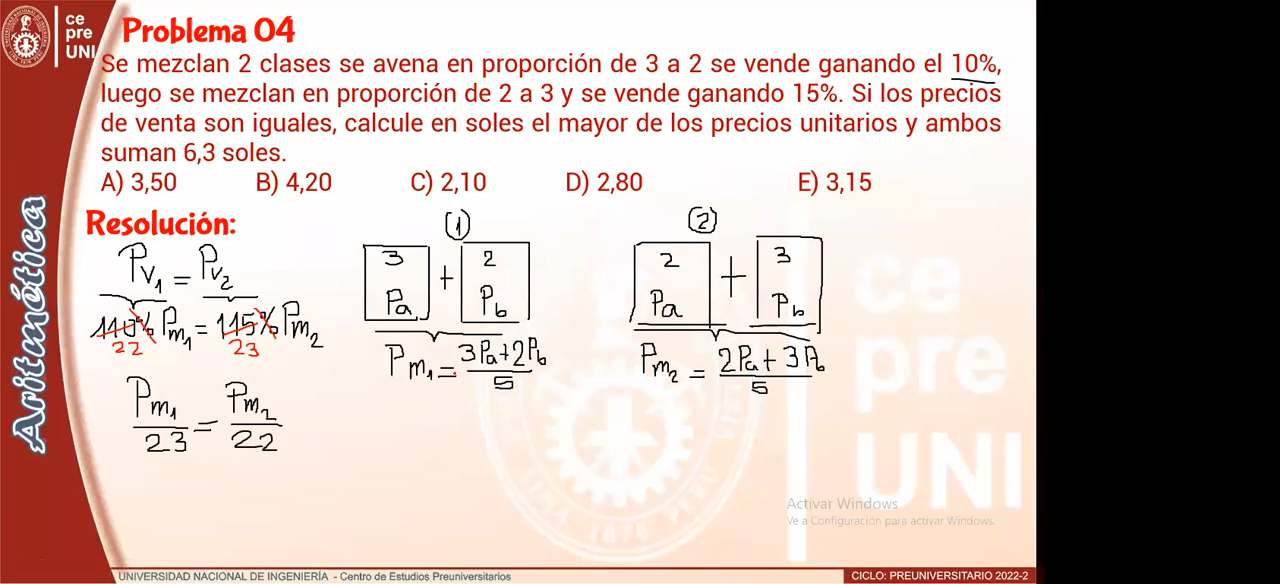 ce
pre
UNI
Problema 04
Se mezclan 2 clases se avena en proporción de 3 a 2 se vende ganando el 10%,
luego se mezclan en proporción de 2 a 3 y se vende ganando 15%. Si los precios
de venta son iguales, calcule en soles el mayor de los precios unitarios y ambos
suman 6,3 soles.
A) 3,50 B) 4,20 C) 2,10 D) 2,80 E) 3,15
Resolución:
Aritmética
Pv1 = Pv2
110% Pm1 = 115% Pm2
22 23
Pm1/23 = Pm2/22
(1)
3 + 2
Pa Pb
Pm1 = (3Pa+2Pb)/5
(2)
2 + 3
Pa Pb
Pm2 = (2Pa+3Pb)/5
ce
pre
UNI
LIMA 1876 PERU
Activar Windows
Ve a Configuración para activar Windows.
UNIVERSIDAD NACIONAL DE INGENIERÍA - Centro de Estudios Preuniversitarios
CICLO: PREUNIVERSITARIO 2022-2